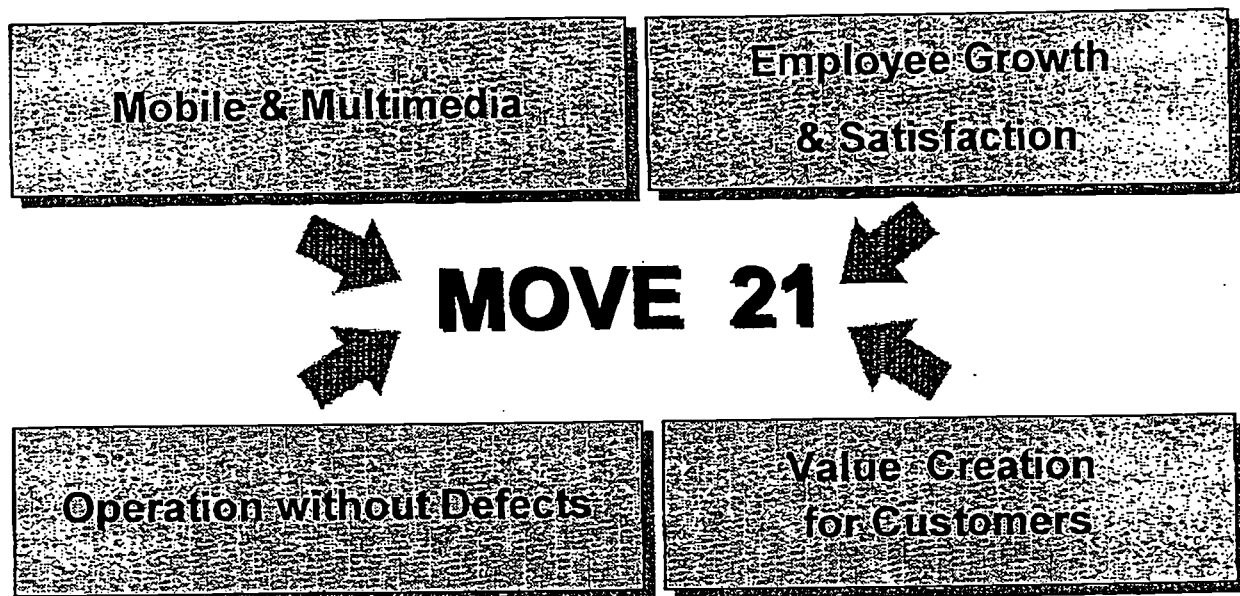 Mobile & Multimedia
Employee Growth
& Satisfaction
MOVE 21
Operation without Defects
Value Creation
for Customers